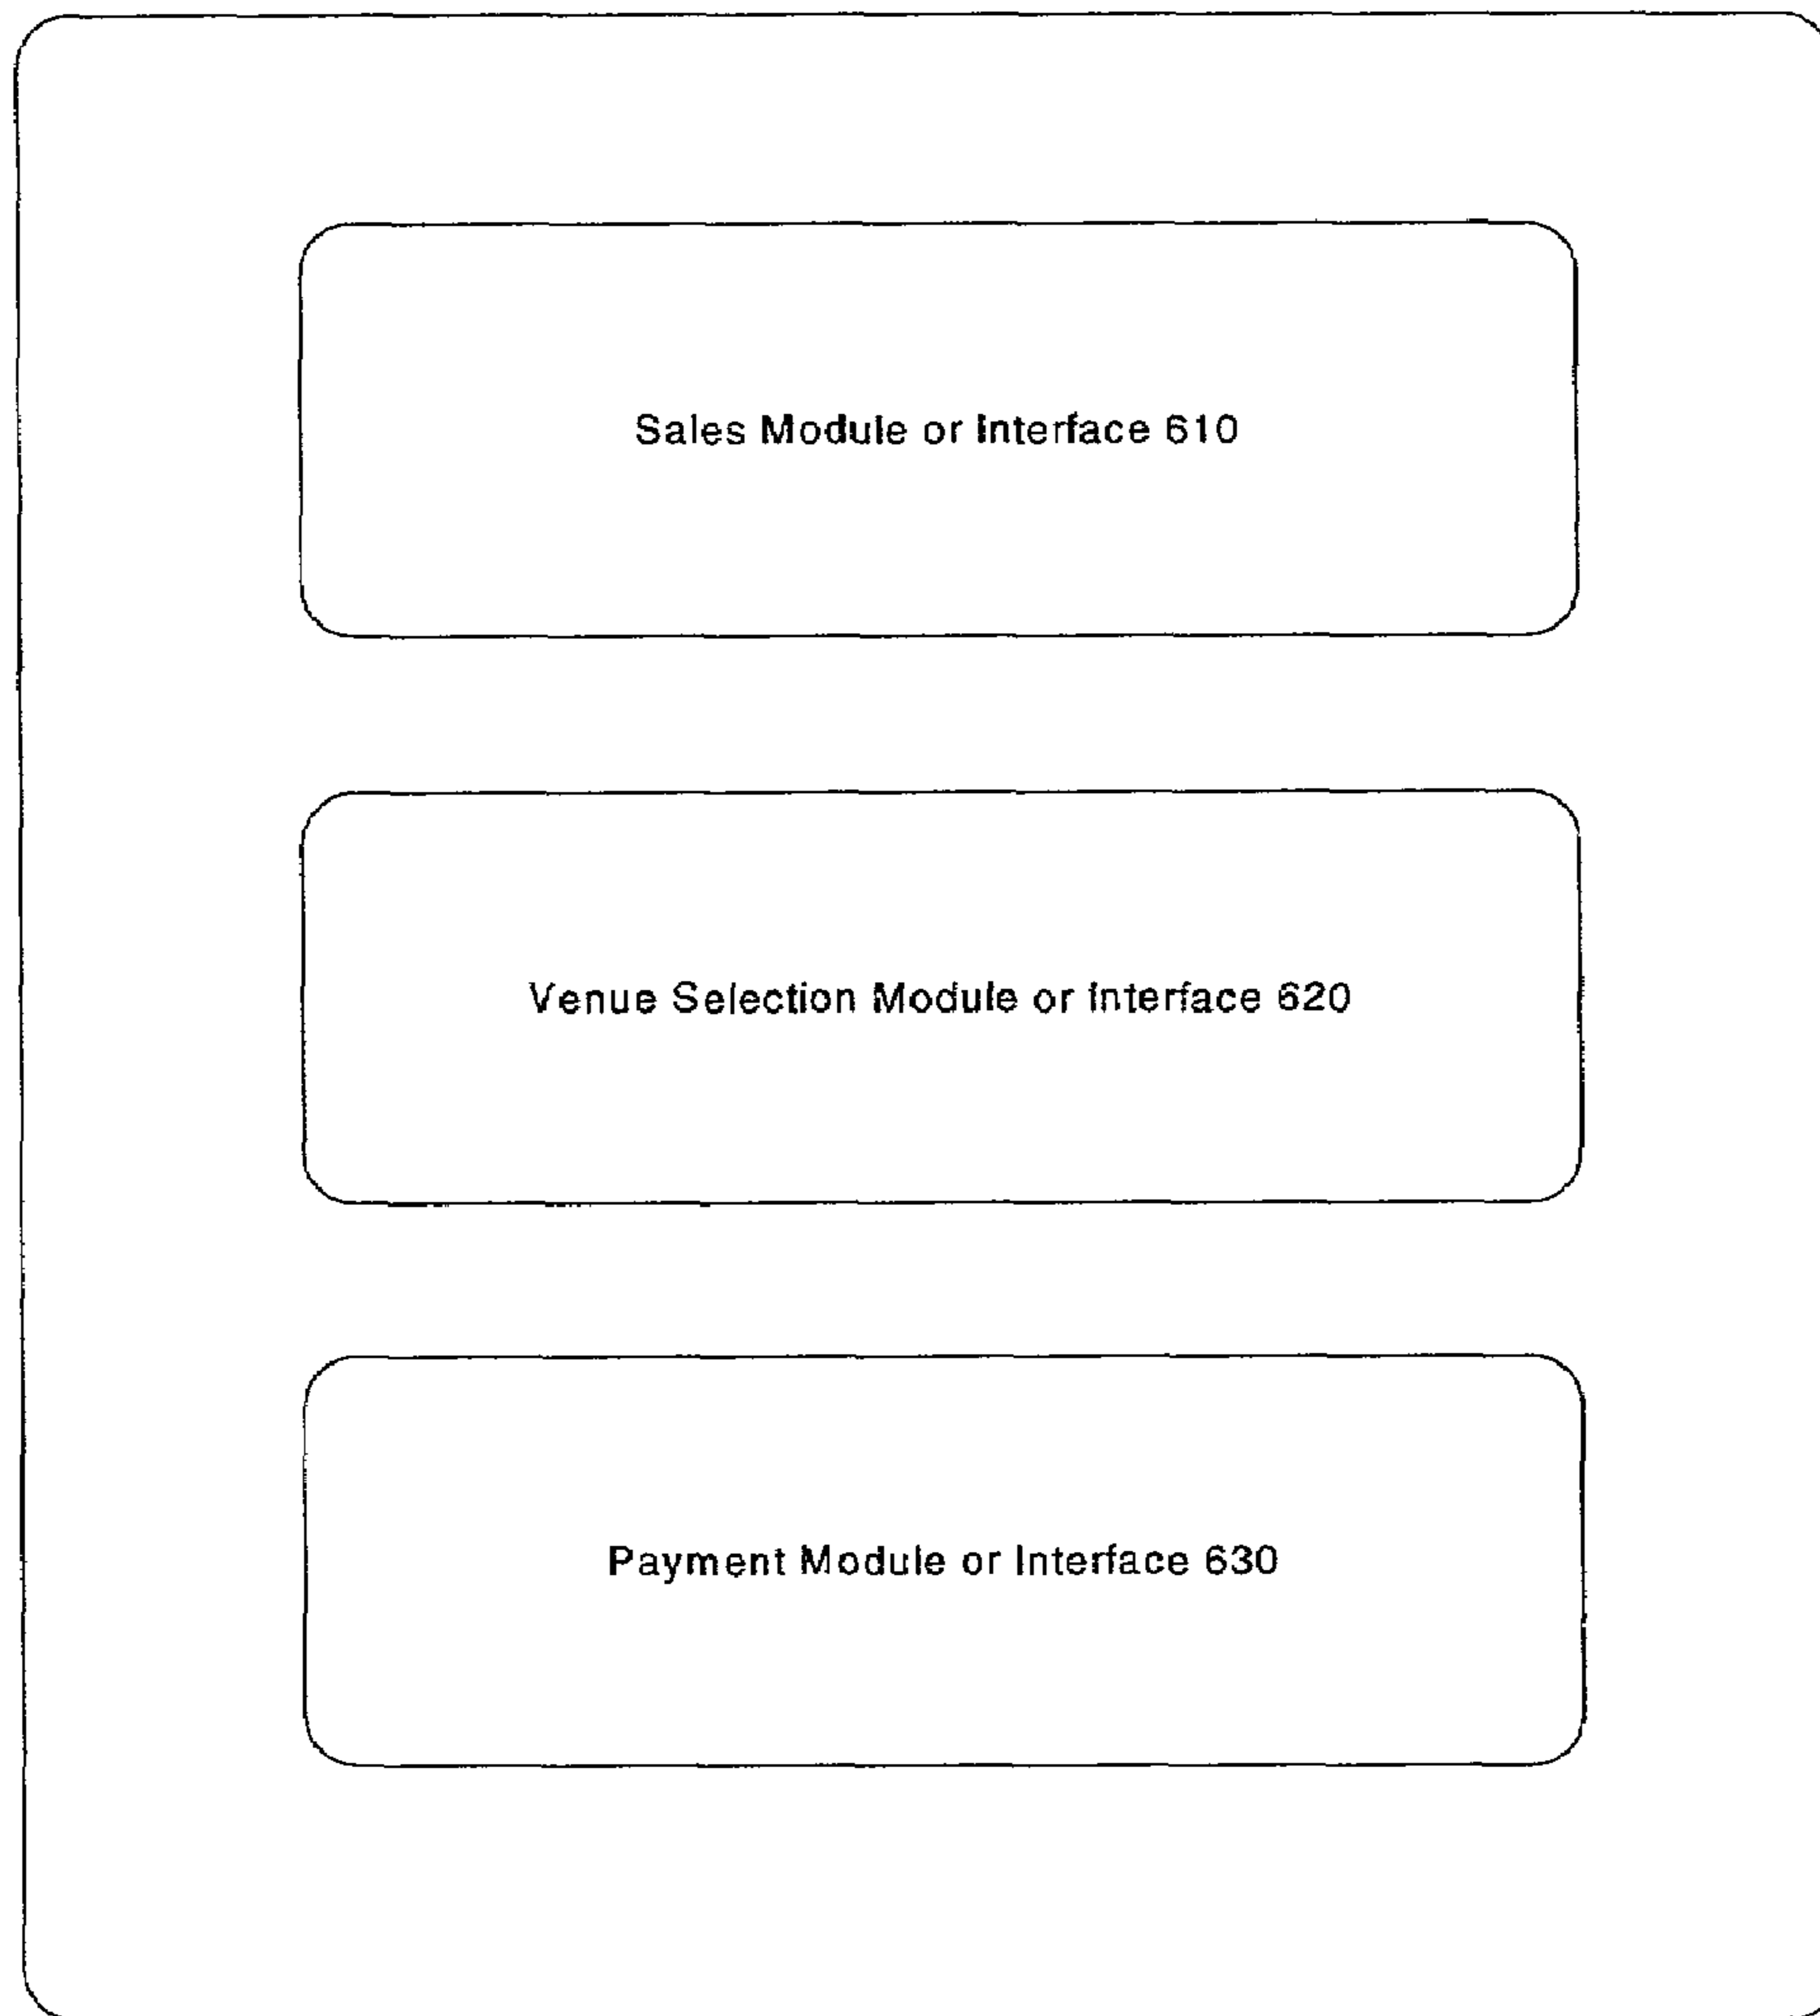 Sales Module or Interface 610
Venue Selection Module or Interface 620
Payment Module or Interface 630